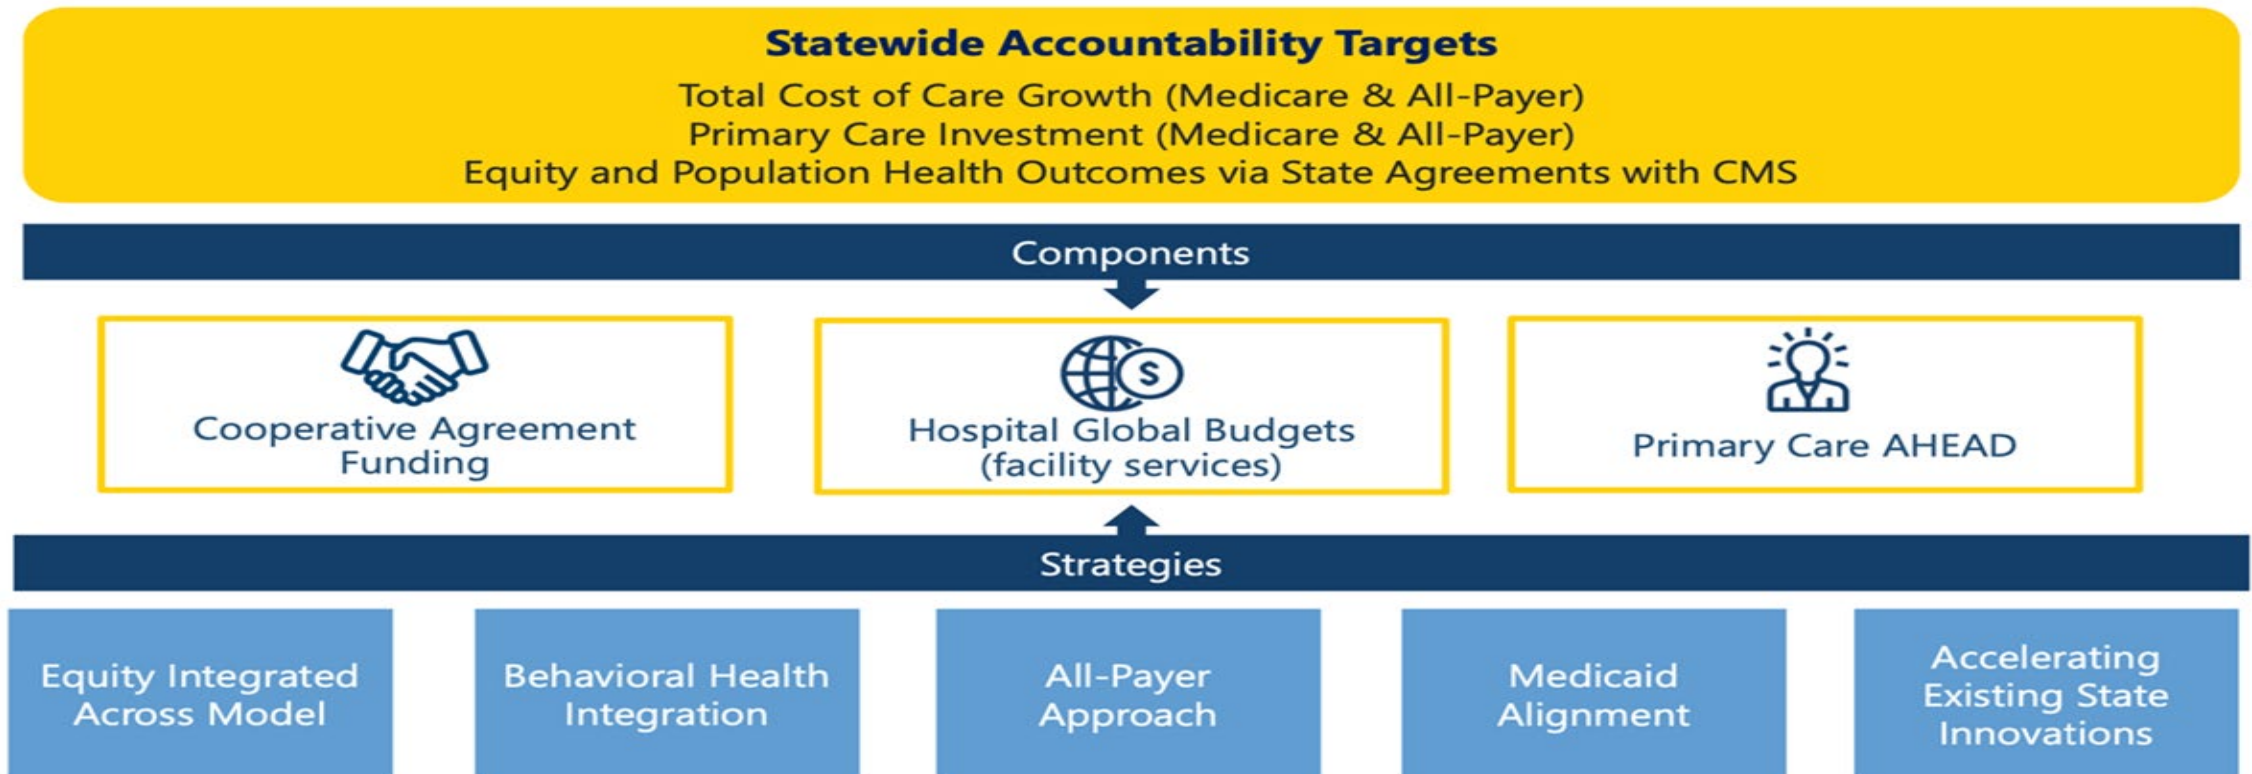 Statewide Accountability Targets
Total Cost of Care Growth (Medicare & All-Payer)
Primary Care Investment (Medicare & All-Payer)
Equity and Population Health Outcomes via State Agreements with CMS
Components
Cooperative Agreement
Funding
$
Hospital Global Budgets
(facility services)
Primary Care AHEAD
Strategies
Equity Integrated
Across Model
Behavioral Health
Integration
All-Payer
Approach
Medicaid
Alignment
Accelerating
Existing State
Innovations